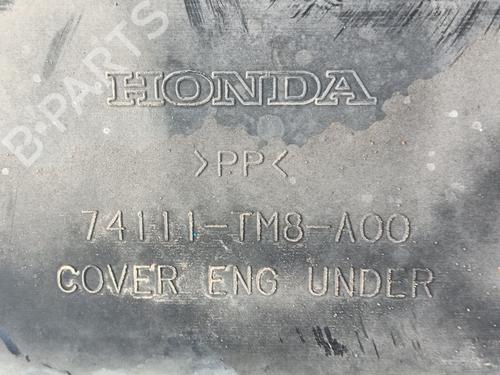 B-PARTS
HONDA
>PP<
74111-TM8-A00
COVER ENG UNDER